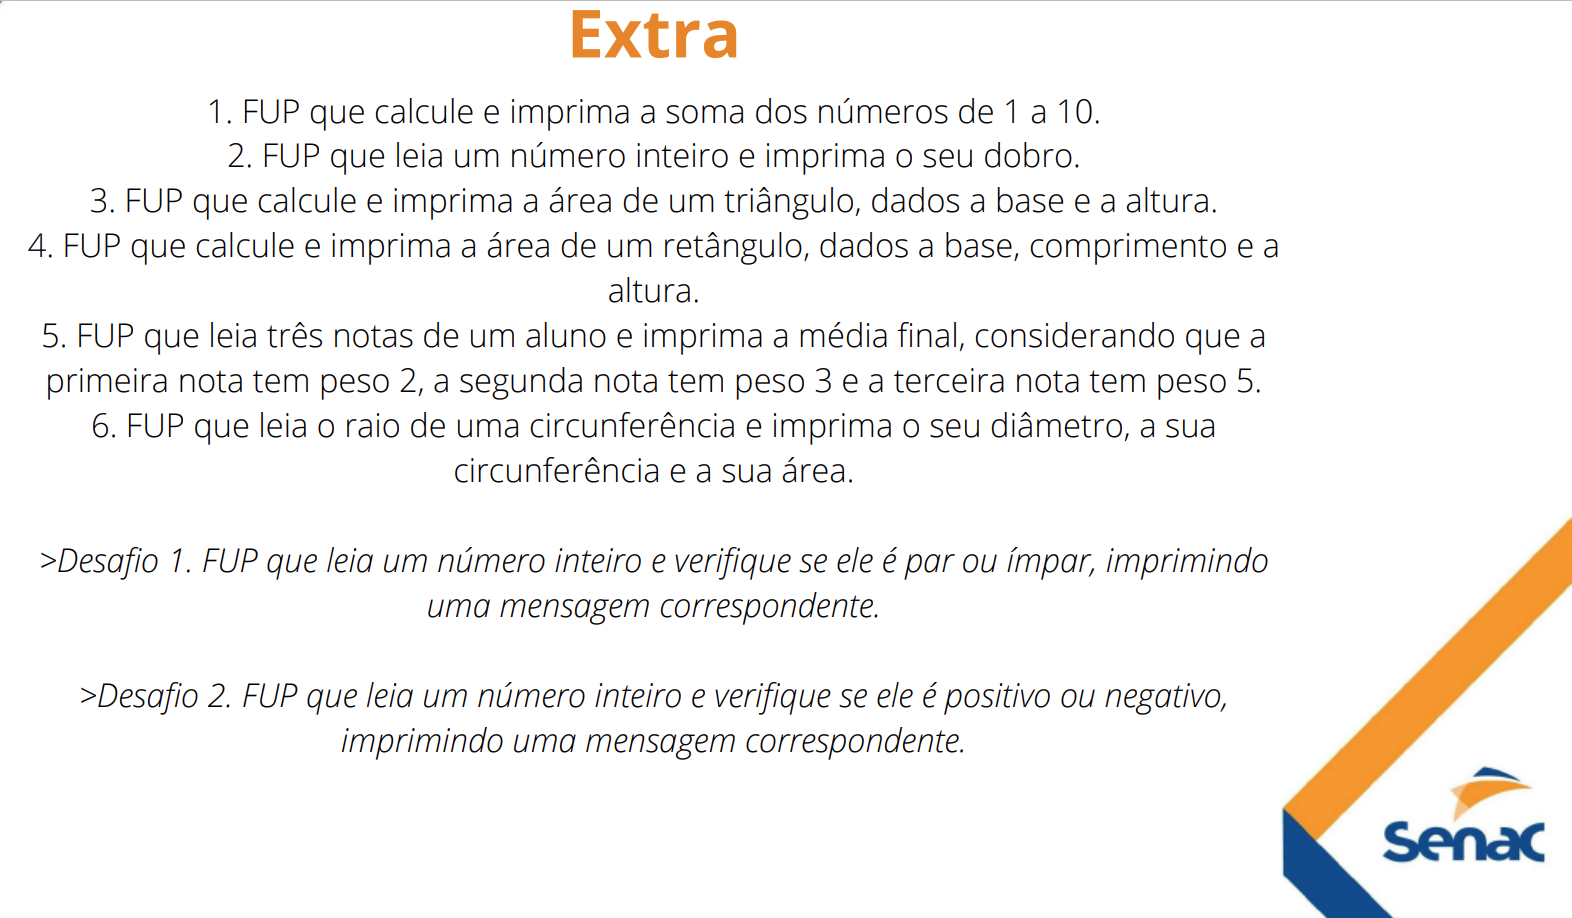 Extra
1. FUP que calcule e imprima a soma dos números de 1 a 10.
2. FUP que leia um número inteiro e imprima o seu dobro.
3. FUP que calcule e imprima a área de um triângulo, dados a base e a altura.
4. FUP que calcule e imprima a área de um retângulo, dados a base, comprimento e a
altura.
5. FUP que leia três notas de um aluno e imprima a média final, considerando que a
primeira nota tem peso 2, a segunda nota tem peso 3 e a terceira nota tem peso 5.
6. FUP que leia o raio de uma circunferência e imprima o seu diâmetro, a sua
circunferência e a sua área.
>Desafio 1. FUP que leia um número inteiro e verifique se ele é par ou ímpar, imprimindo
uma mensagem correspondente.
>Desafio 2. FUP que leia um número inteiro e verifique se ele é positivo ou negativo,
imprimindo uma mensagem correspondente.
Senac